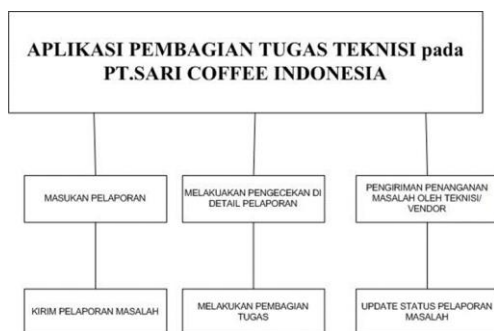 APLIKASI PEMBAGIAN TUGAS TEKNISI pada
PT.SARI COFFEE INDONESIA
MASUKAN PELAPORAN
MELAKUAKAN PENGECEKAN DI
DETAIL PELAPORAN
PENGIRIMAN PENANGANAN
MASALAH OLEH TEKNISI/
VENDOR
KIRIM PELAPORAN MASALAH
MELAKUKAN PEMBAGIAN
TUGAS
UPDATE STATUS PELAPORAN
MASALAH